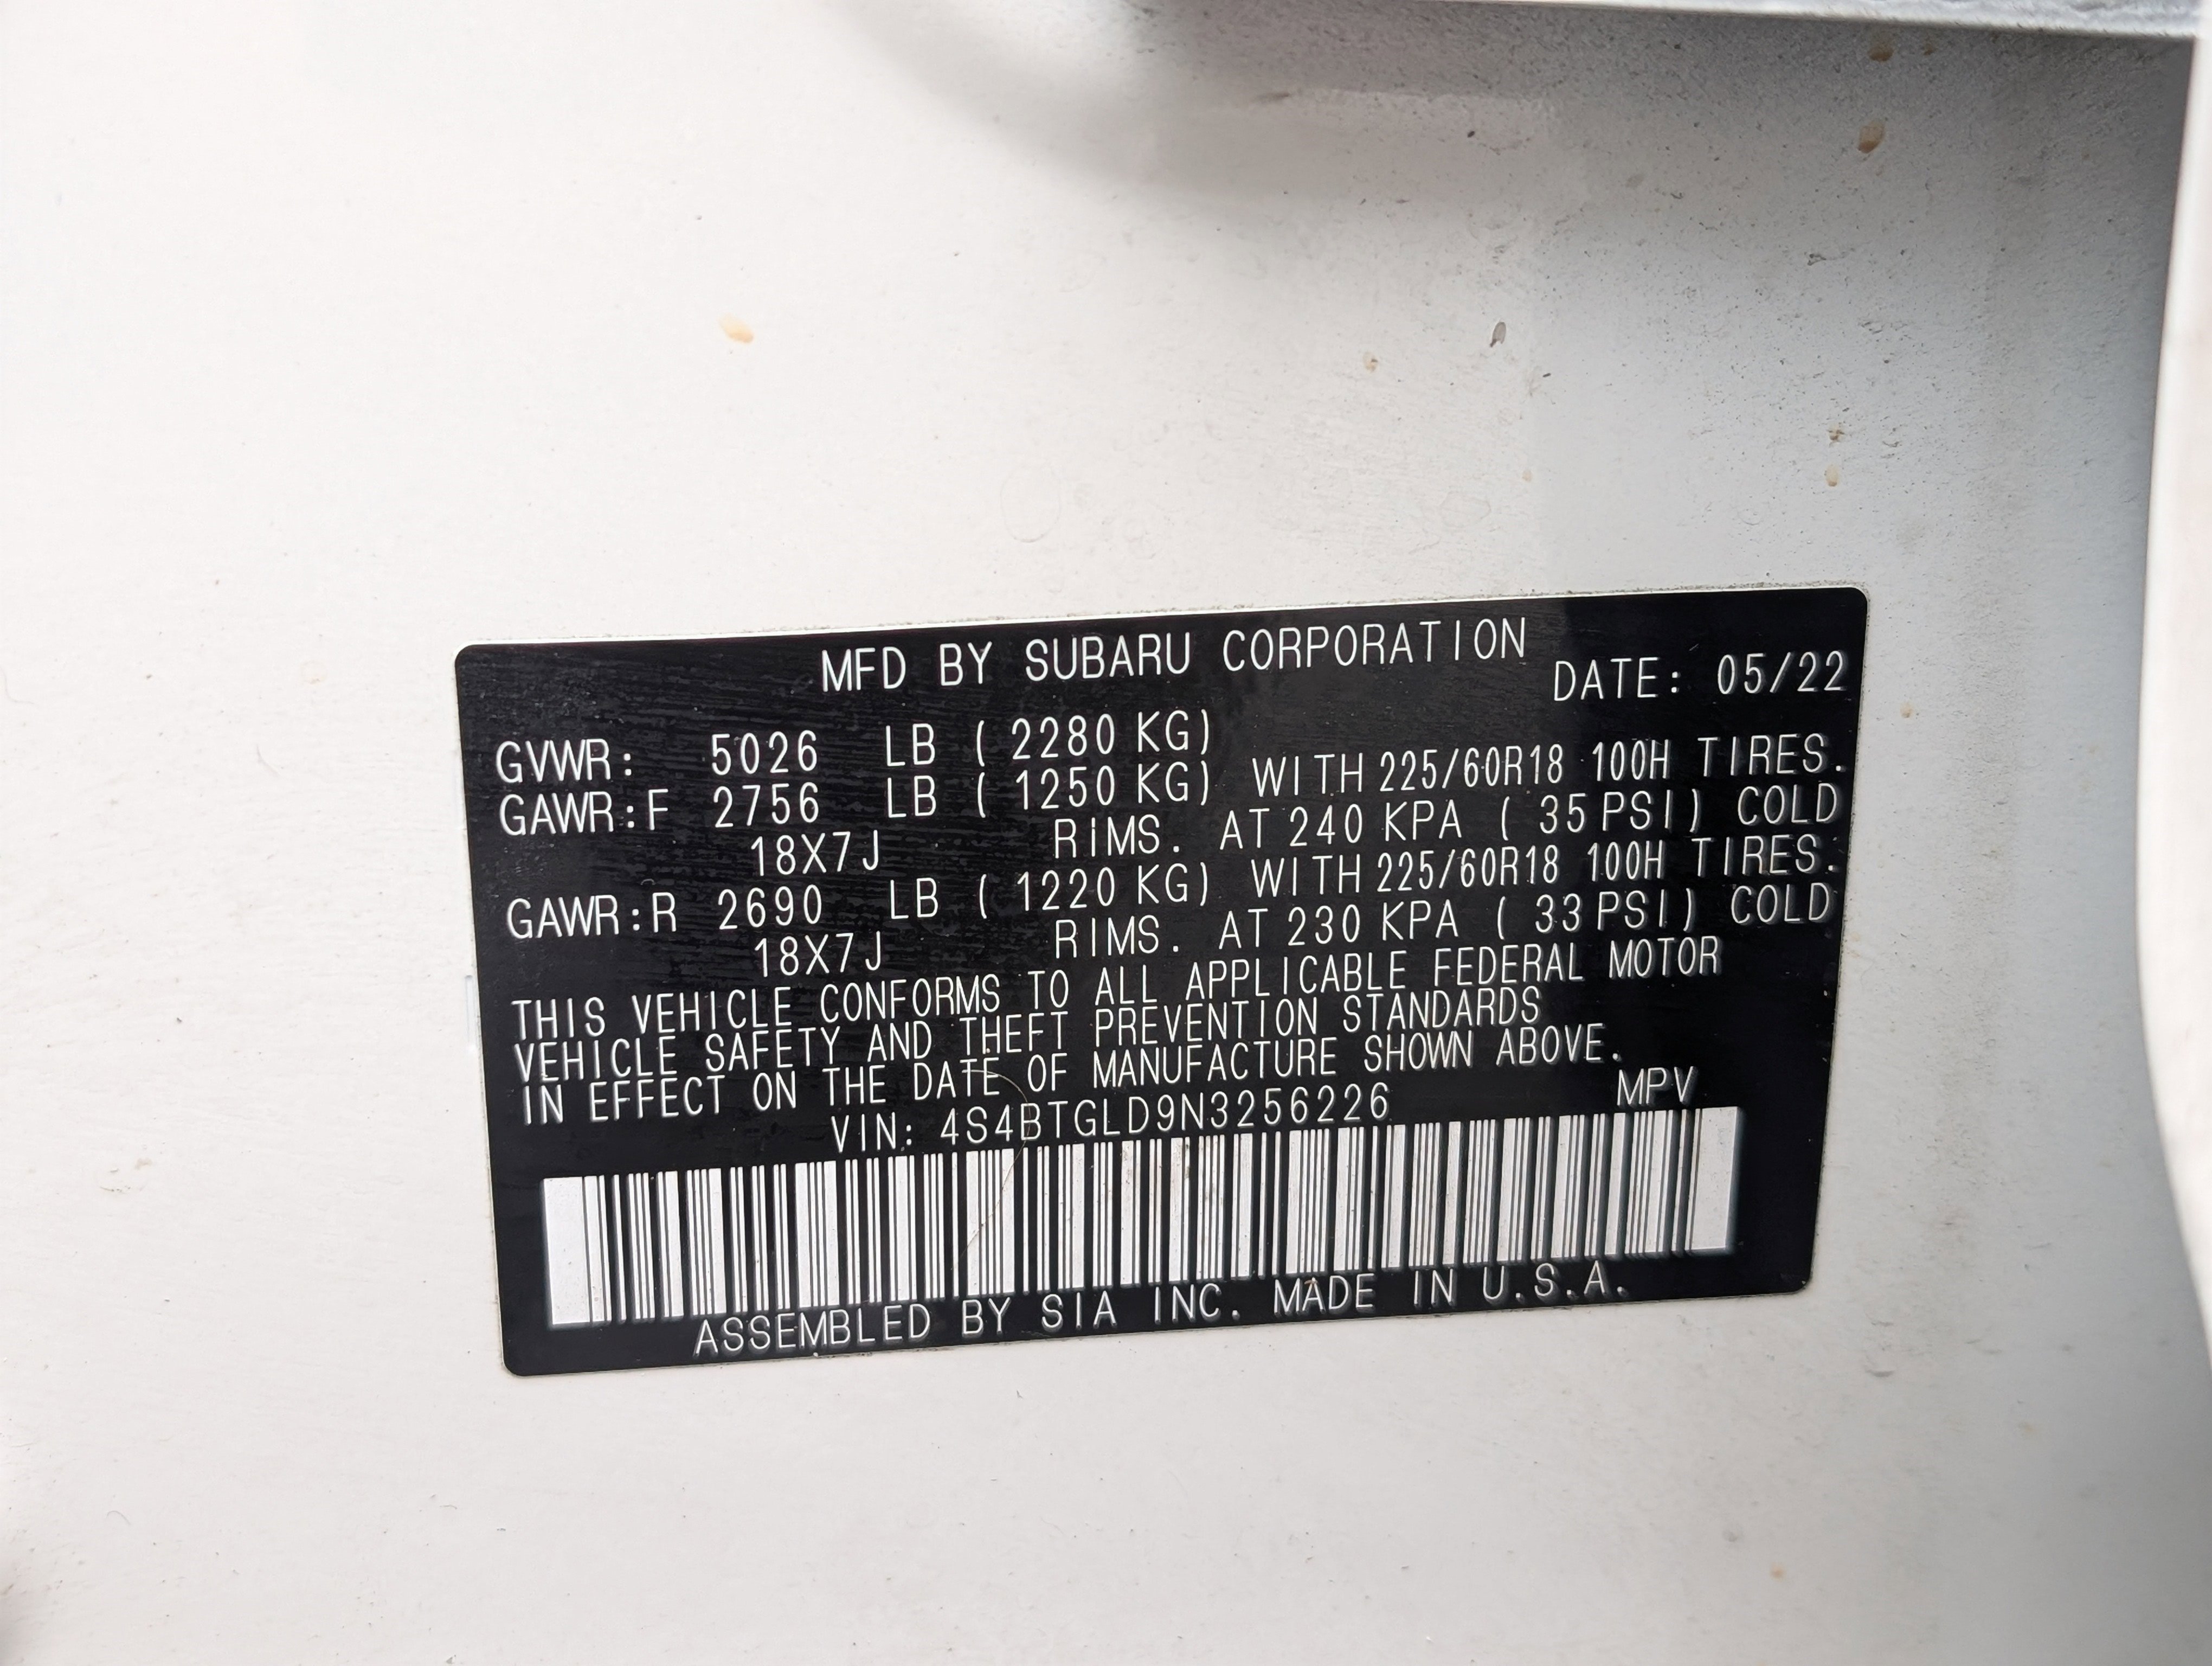 MFD BY SUBARU CORPORATION
DATE: 05/22
GVWR: 5026 LB ( 2280 KG)
GAWR:F 2756 LB ( 1250 KG) WITH 225/60R18 100H TIRES.
18X7J RIMS. AT 240 KPA ( 35 PSI) COLD
GAWR:R 2690 LB ( 1220 KG) WITH 225/60R18 100H TIRES.
18X7J RIMS. AT 230 KPA ( 33 PSI) COLD
THIS VEHICLE CONFORMS TO ALL APPLICABLE FEDERAL MOTOR
VEHICLE SAFETY AND THEFT PREVENTION STANDARDS
IN EFFECT ON THE DATE OF MANUFACTURE SHOWN ABOVE.
VIN: 4S4BTGLD9N3256226 MPV
ASSEMBLED BY SIA INC. MADE IN U.S.A.